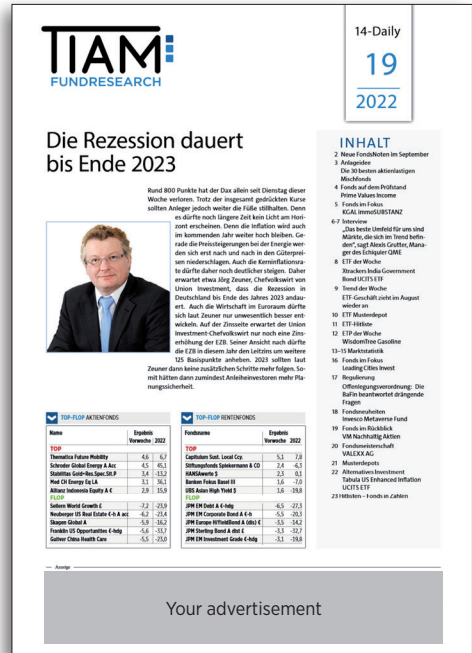 TIAM
FUNDRESEARCH
14-Daily
19
2022
Die Rezession dauert
bis Ende 2023
Rund 800 Punkte hat der Dax allein seit Dienstag dieser
Woche verloren. Trotz der insgesamt gedrückten Kurse
sollten Anleger jedoch weiter die Füße stillhalten. Denn
es dürfte noch längere Zeit kein Licht am Hori-
zont erscheinen. Denn die Inflation wird auch
im kommenden Jahr weiter hoch bleiben. Ge-
rade die Preissteigerungen bei der Energie wer-
den sich erst nach und nach in den Güterprei-
sen niederschlagen. Auch die Kerninflationsra-
te dürfte daher noch deutlicher steigen. Daher
erwartet etwa Jörg Zeuner, Chefvolkswirt von
Union Investment, dass die Rezession in
Deutschland bis Ende des Jahres 2023 andau-
ert. Auch die Wirtschaft im Euroraum dürfte
sich laut Zeuner nur unwesentlich besser ent-
wickeln. Auf der Zinsseite erwartet der Union
Investment-Chefvolkswirt nur noch eine Zins-
erhöhung der EZB. Seiner Ansicht nach dürfte
die EZB in diesem Jahr den Leitzins um weitere
125 Basispunkte anheben. 2023 sollten laut
Zeuner dann keine zusätzlichen Schritte mehr folgen. So-
mit hätten dann zumindest Anleiheinvestoren mehr Pla-
nungssicherheit.
INHALT
2 Neue FondsNoten im September
3 Anlageidee
Die 30 besten aktienlastigen
Mischfonds
4 Fonds auf dem Prüfstand
Prime Values Income
5 Fonds im Fokus
KGAL immoSUBSTANZ
6-7 Interview
„Das beste Umfeld für uns sind
Märkte, die sich im Trend befin-
den", sagt Alexis Grutter, Mana-
ger des Echiquier QME
8 ETF der Woche
Xtrackers India Government
Bond UCITS ETF
9 Trend der Woche
ETF-Geschäft zieht im August
wieder an
10 ETF Musterdepot
11 ETF-Hitliste
12 ETP der Woche
WisdomTree Gasoline
13-15 Marktstatistik
16 Fonds im Fokus
Leading Cities Invest
17 Regulierung
Offenlegungsverordnung: Die
BaFin beantwortet drängende
Fragen
18 Fondsneuheiten
Invesco Metaverse Fund
19 Fonds im Rückblick
VM Nachhaltig Aktien
20 Fondsmeisterschaft
VALEXX AG
21 Musterdepots
22 Alternatives Investment
Tabula US Enhanced Inflation
UCITS ETF
23 Hitlisten – Fonds in Zahlen
TOP-FLOP AKTIENFONDS
Name Ergebnis
Vorwoche 2022
TOP
Thematica Future Mobility 4,6 6,7
Schroder Global Energy A Acc 4,5 45,1
Stabilitas Gold+Res.Spec.Sit.P 3,4 -13,2
Mod CH Energy Eq LA 3,1 36,1
Allianz Indonesia Equity A € 2,9 15,9
FLOP
Seilern World Growth £ -7,2 -23,9
Neuberger US Real Estate €-h A acc -6,2 -23,4
Skagen Global A -5,9 -16,2
Franklin US Opportunities €-hdg -5,6 -33,7
Guliver China Health Care -5,5 -23,0
TOP-FLOP RENTENFONDS
Fondsname Ergebnis
Vorwoche 2022
TOP
Capitulum Sust. Local Ccy. 5,1 7,8
Stiftungsfonds Spiekermann & CO 2,4 -6,3
HANSAwerte $ 2,3 0,1
Banken Fokus Basel III 1,6 -7,0
UBS Asian High Yield $ 1,6 -19,8
FLOP
JPM EM Debt A €-hdg -6,5 -27,3
JPM EM Corporate Bond A €-h -5,5 -20,3
JPM Europe HiYieldBond A (dis) € -3,5 -14,2
JPM Sterling Bond A dist £ -3,3 -32,7
JPM EM Investment Grade €-hdg -3,1 -19,8
Anzeige
Your advertisement